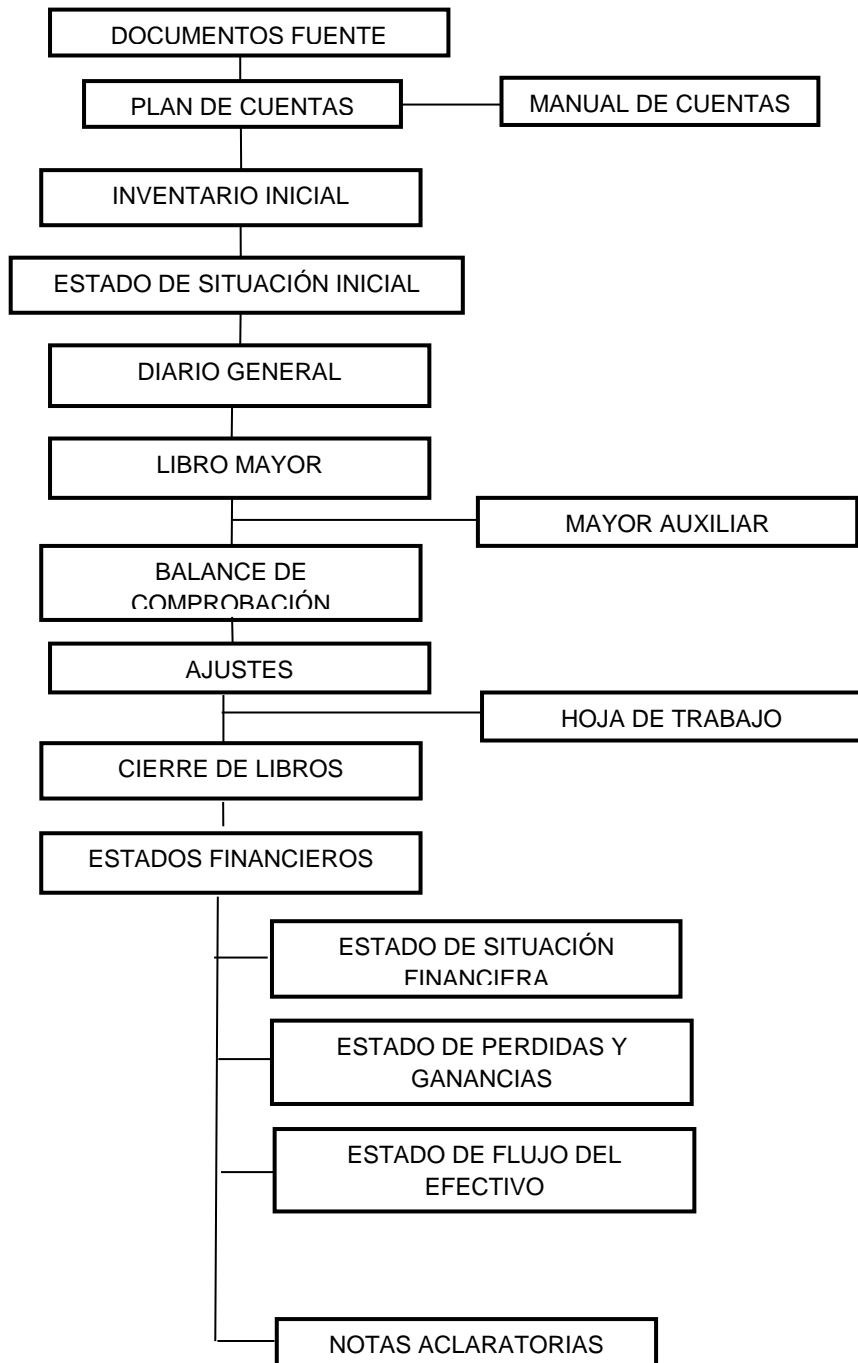 DOCUMENTOS FUENTE
PLAN DE CUENTAS
MANUAL DE CUENTAS
INVENTARIO INICIAL
ESTADO DE SITUACIÓN INICIAL
DIARIO GENERAL
LIBRO MAYOR
MAYOR AUXILIAR
BALANCE DE
COMPROBACIÓN
AJUSTES
HOJA DE TRABAJO
CIERRE DE LIBROS
ESTADOS FINANCIEROS
ESTADO DE SITUACIÓN
FINANCIERA
ESTADO DE PERDIDAS Y
GANANCIAS
ESTADO DE FLUJO DEL
EFECTIVO
NOTAS ACLARATORIAS